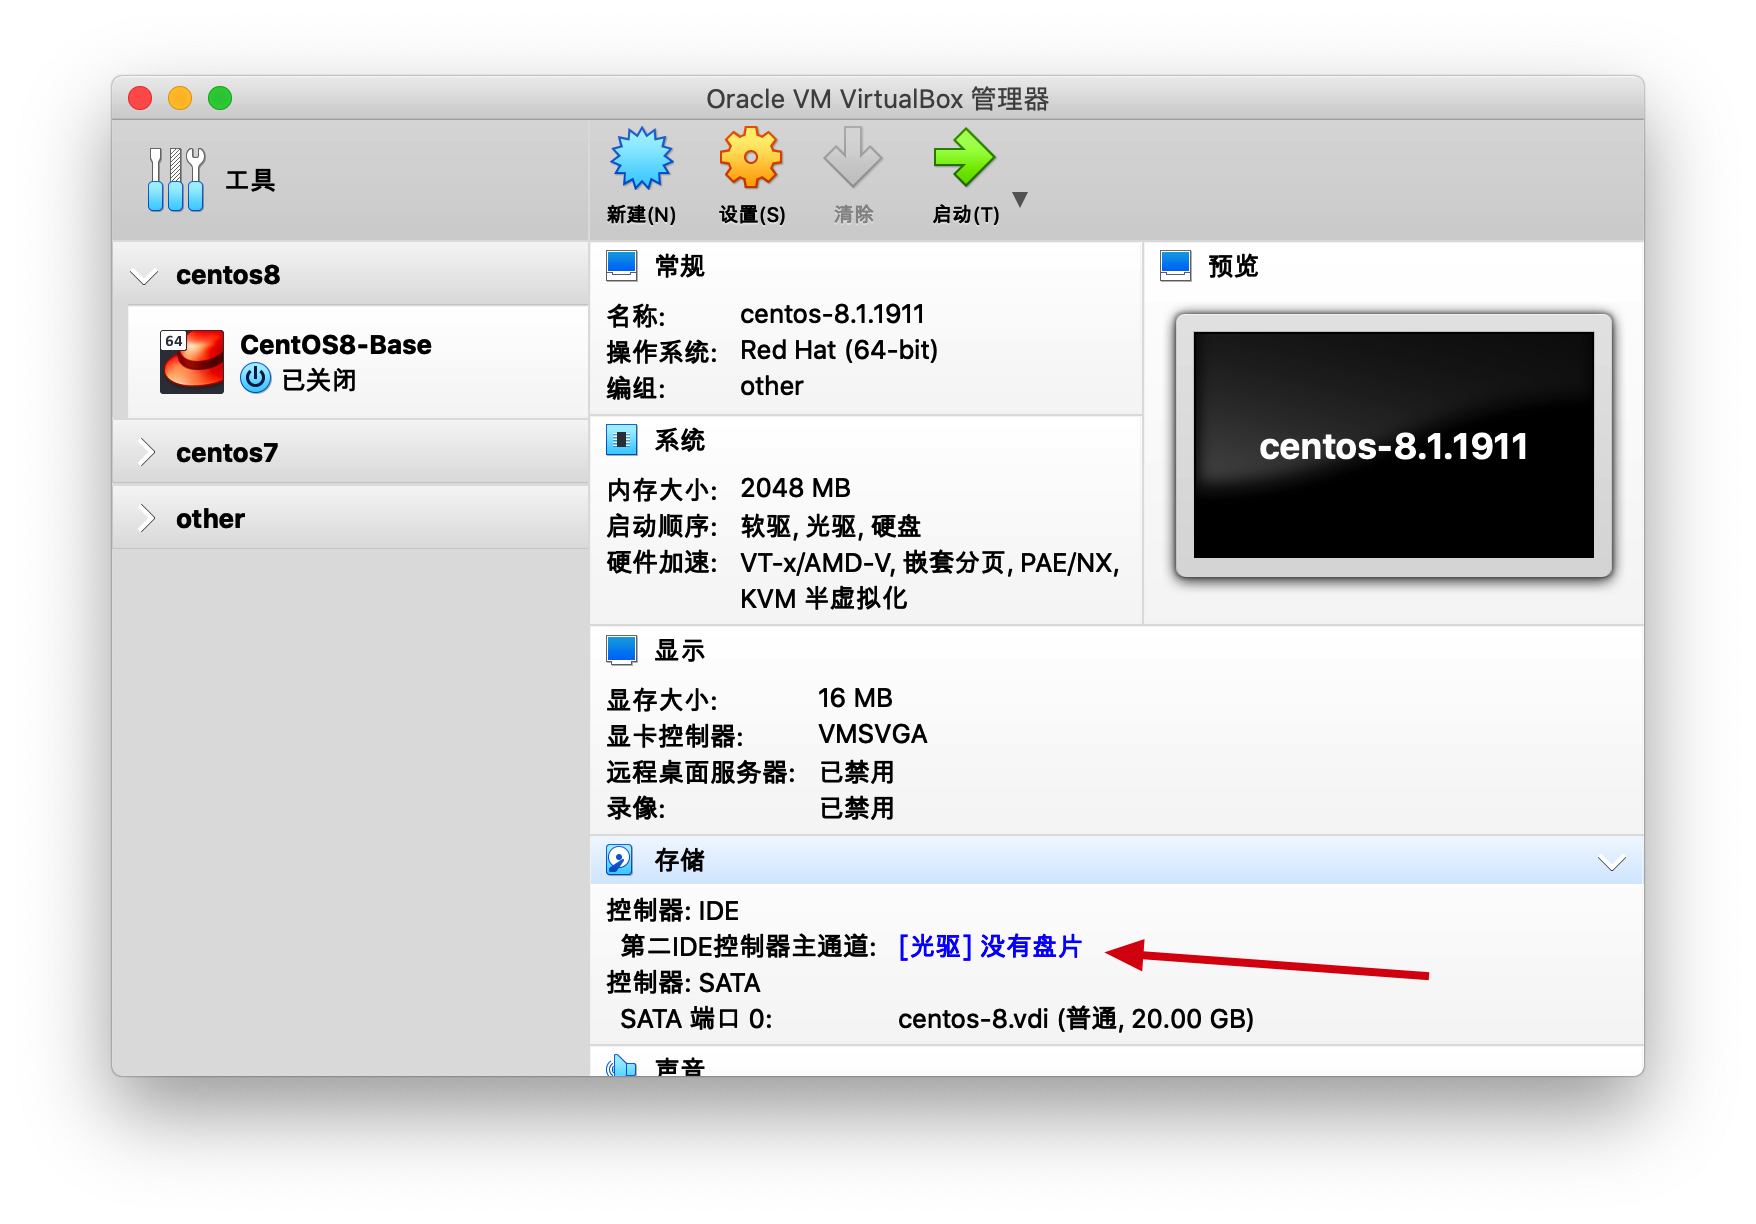 Oracle VM VirtualBox 管理器
工具
新建(N)
设置(S)
清除
启动(T)
centos8
64
CentOS8-Base
已关闭
centos7
other
常规
名称: centos-8.1.1911
操作系统: Red Hat (64-bit)
编组: other
预览
centos-8.1.1911
系统
内存大小: 2048 MB
启动顺序: 软驱, 光驱, 硬盘
硬件加速: VT-x/AMD-V, 嵌套分页, PAE/NX,
KVM 半虚拟化
显示
显存大小: 16 MB
显卡控制器: VMSVGA
远程桌面服务器: 已禁用
录像: 已禁用
存储
控制器: IDE
第二IDE控制器主通道: [光驱] 没有盘片
控制器: SATA
SATA 端口 0: centos-8.vdi (普通, 20.00 GB)
声音